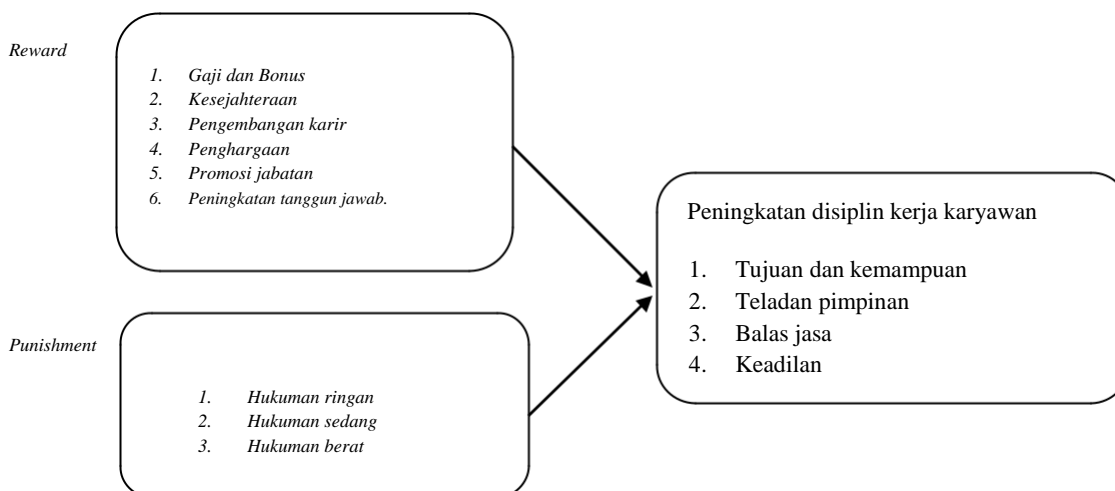 Reward
1. Gaji dan Bonus
2. Kesejahteraan
3. Pengembangan karir
4. Penghargaan
5. Promosi jabatan
6. Peningkatan tanggun jawab.
Punishment
1. Hukuman ringan
2. Hukuman sedang
3. Hukuman berat
Peningkatan disiplin kerja karyawan
1. Tujuan dan kemampuan
2. Teladan pimpinan
3. Balas jasa
4. Keadilan